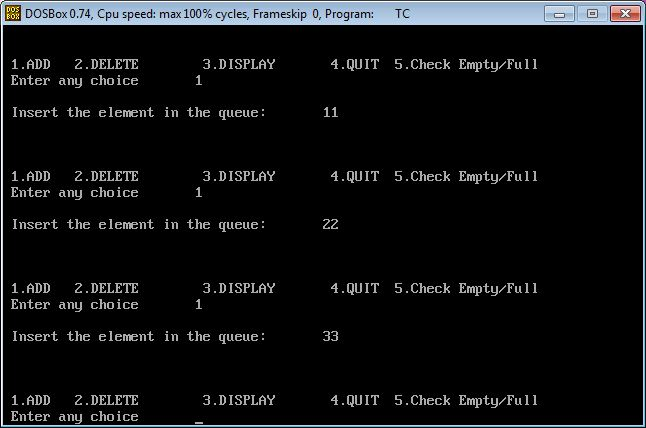 DOSBox 0.74, Cpu speed: max 100% cycles, Frameskip 0, Program: TC
1.ADD 2.DELETE 3.DISPLAY 4.QUIT 5.Check Empty/Full
Enter any choice 1
Insert the element in the queue: 11
1.ADD 2.DELETE 3.DISPLAY 4.QUIT 5.Check Empty/Full
Enter any choice 1
Insert the element in the queue: 22
1.ADD 2.DELETE 3.DISPLAY 4.QUIT 5.Check Empty/Full
Enter any choice 1
Insert the element in the queue: 33
1.ADD 2.DELETE 3.DISPLAY 4.QUIT 5.Check Empty/Full
Enter any choice _